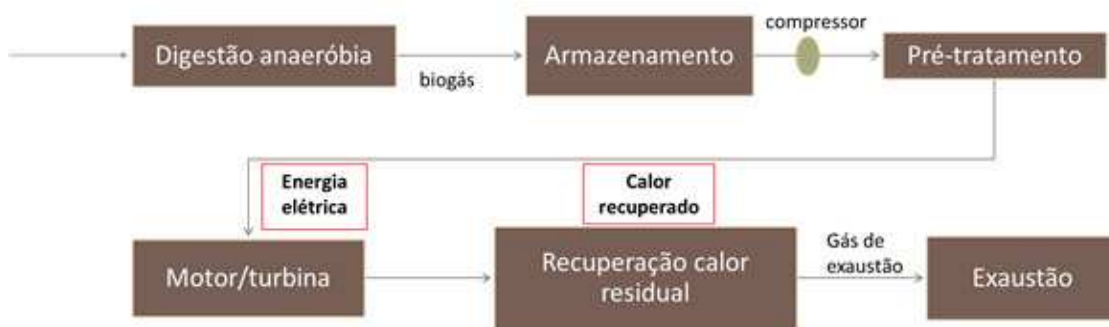 compressor
Digestão anaeróbia
biogás
Armazenamento
Pré-tratamento
Energia
elétrica
Calor
recuperado
Motor/turbina
Recuperação calor
residual
Gás de
exaustão
Exaustão